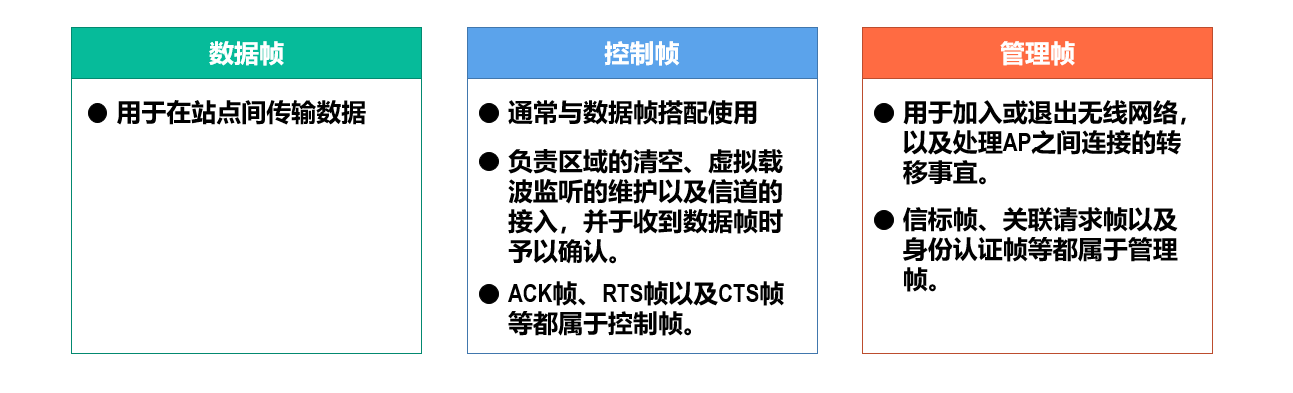 数据帧
● 用于在站点间传输数据
控制帧
● 通常与数据帧搭配使用
● 负责区域的清空、虚拟载
波监听的维护以及信道的
接入，并于收到数据帧时
予以确认。
● ACK帧、RTS帧以及CTS帧
等都属于控制帧。
管理帧
● 用于加入或退出无线网络，
以及处理AP之间连接的转
移事宜。
● 信标帧、关联请求帧以及
身份认证帧等都属于管理
帧。